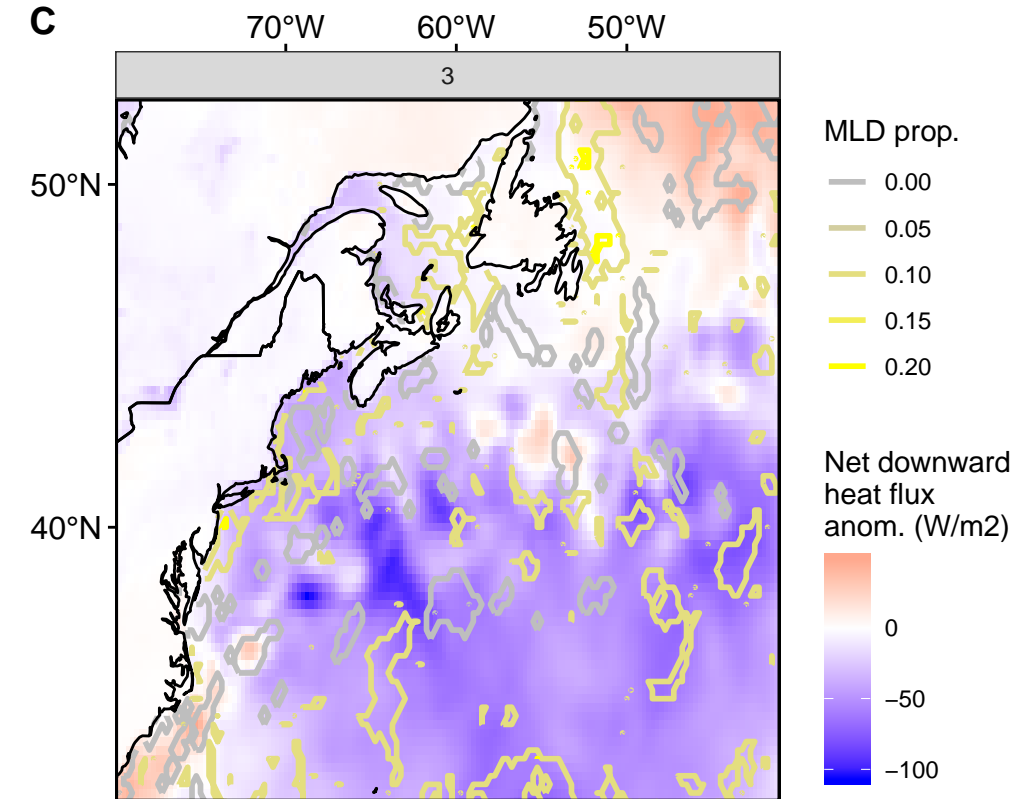 C
70°W 60°W 50°W
3
50°N
40°N
MLD prop.
0.00
0.05
0.10
0.15
0.20
Net downward
heat flux
anom. (W/m2)
0
−50
−100